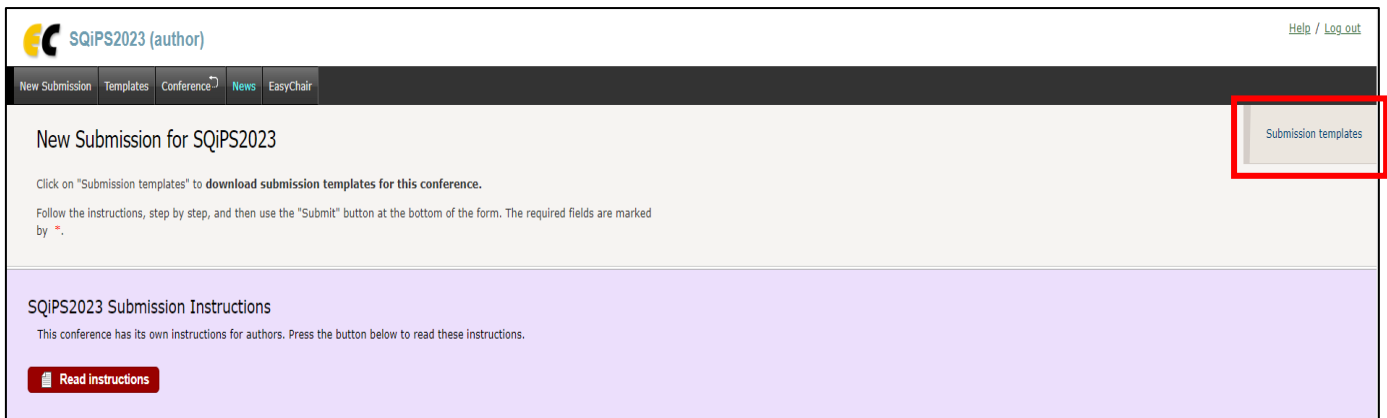 EC SQiPS2023 (author)
Help / Log out
New Submission Templates Conference News EasyChair
New Submission for SQiPS2023
Submission templates
Click on "Submission templates" to download submission templates for this conference.
Follow the instructions, step by step, and then use the "Submit" button at the bottom of the form. The required fields are marked
by *.
SQiPS2023 Submission Instructions
This conference has its own instructions for authors. Press the button below to read these instructions.
Read instructions